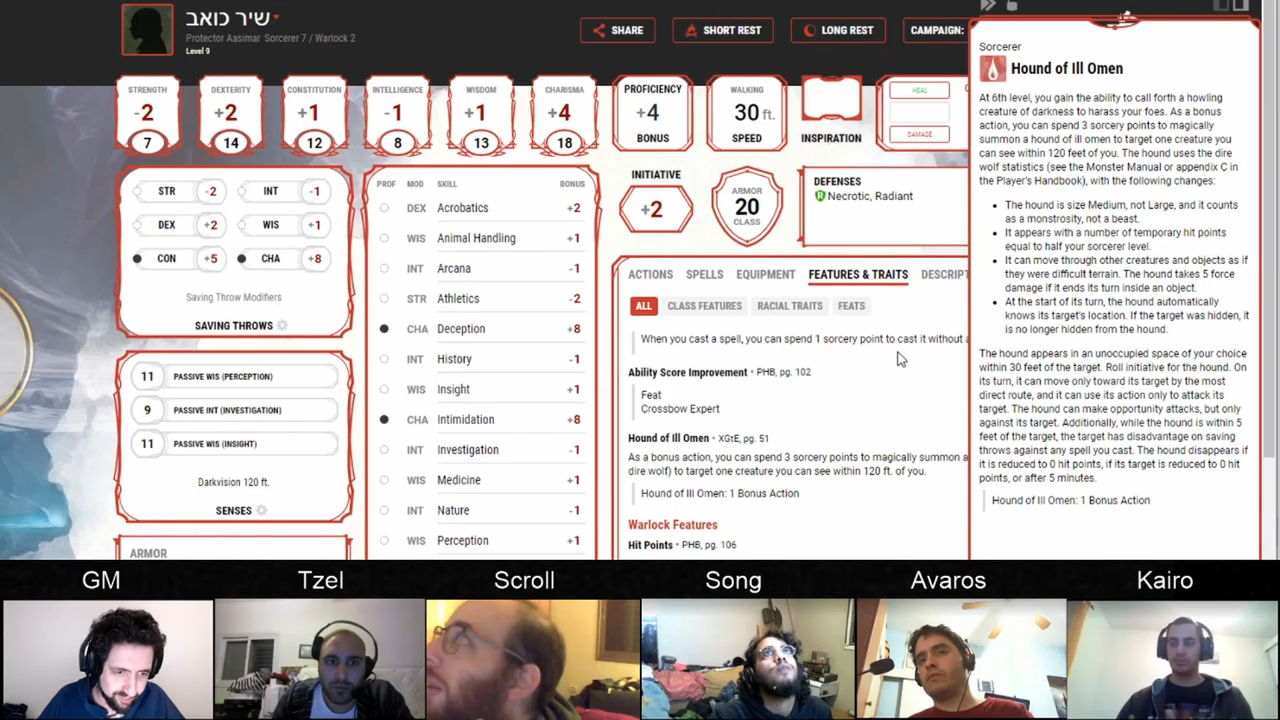 שיר כואב
Protector Aasimar Sorcerer 7 / Warlock 2
Level 9
SHARE
SHORT REST
LONG REST
CAMPAIGN:
STRENGTH
-2
7
DEXTERITY
+2
14
CONSTITUTION
+1
12
INTELLIGENCE
-1
8
WISDOM
+1
13
CHARISMA
+4
18
PROFICIENCY
+4
BONUS
WALKING
30 ft.
SPEED
INSPIRATION
HEAL
DAMAGE
STR -2
INT -1
DEX +2
WIS +1
CON +5
CHA +8
Saving Throw Modifiers
SAVING THROWS
11 PASSIVE WIS (PERCEPTION)
9 PASSIVE INT (INVESTIGATION)
11 PASSIVE WIS (INSIGHT)
Darkvision 120 ft.
SENSES
ARMOR
PROF MOD SKILL BONUS
DEX Acrobatics +2
WIS Animal Handling +1
INT Arcana -1
STR Athletics -2
CHA Deception +8
INT History -1
WIS Insight +1
CHA Intimidation +8
INT Investigation -1
WIS Medicine +1
INT Nature -1
WIS Perception +1
INITIATIVE
+2
ARMOR
20
CLASS
DEFENSES
Necrotic, Radiant
ACTIONS SPELLS EQUIPMENT FEATURES & TRAITS DESCRIPT
ALL CLASS FEATURES RACIAL TRAITS FEATS
When you cast a spell, you can spend 1 sorcery point to cast it without a
Ability Score Improvement • PHB, pg. 102
Feat
Crossbow Expert
Hound of Ill Omen • XGtE, pg. 51
As a bonus action, you can spend 3 sorcery points to magically summon a
dire wolf) to target one creature you can see within 120 ft. of you.
Hound of Ill Omen: 1 Bonus Action
Warlock Features
Hit Points • PHB, pg. 106
Sorcerer
Hound of Ill Omen
At 6th level, you gain the ability to call forth a howling
creature of darkness to harass your foes. As a bonus
action, you can spend 3 sorcery points to magically
summon a hound of ill omen to target one creature you
can see within 120 feet of you. The hound uses the dire
wolf statistics (see the Monster Manual or appendix C in
the Player's Handbook), with the following changes:
• The hound is size Medium, not Large, and it counts
as a monstrosity, not a beast.
• It appears with a number of temporary hit points
equal to half your sorcerer level.
• It can move through other creatures and objects as if
they were difficult terrain. The hound takes 5 force
damage if it ends its turn inside an object.
• At the start of its turn, the hound automatically
knows its target's location. If the target was hidden, it
is no longer hidden from the hound.
The hound appears in an unoccupied space of your choice
within 30 feet of the target. Roll initiative for the hound. On
its turn, it can move only toward its target by the most
direct route, and it can use its action only to attack its
target. The hound can make opportunity attacks, but only
against its target. Additionally, while the hound is within 5
feet of the target, the target has disadvantage on saving
throws against any spell you cast. The hound disappears if
it is reduced to 0 hit points, if its target is reduced to 0 hit
points, or after 5 minutes.
Hound of Ill Omen: 1 Bonus Action
GM
Tzel
Scroll
Song
Avaros
Kairo